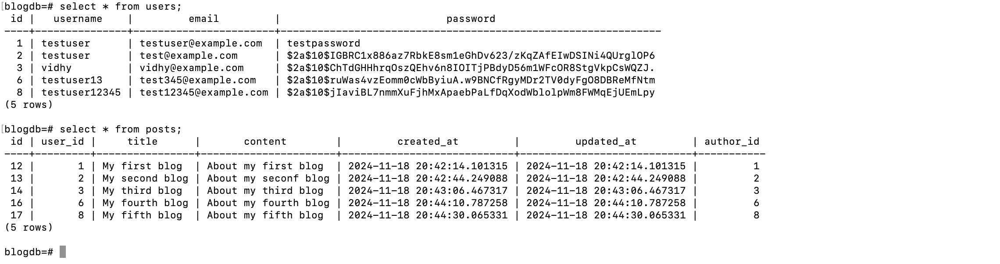 blogdb=# select * from users;
 id |   username    |         email         |                           password
----+---------------+-----------------------+--------------------------------------------------------------
  1 | testuser      | testuser@example.com  | testpassword
  2 | testuser      | test@example.com      | $2a$10$IGBRC1x886az7RbkE8sm1eGhDv623/zKqZAfEIwDSINi4QUrglOP6
  3 | vidhy         | vidhy@example.com     | $2a$10$ChTdGHHhrqOszQEhv6n8IOITjPBdyD56m1WFcOR8StgVkpCsWQZJ.
  6 | testuser13    | test345@example.com   | $2a$10$ruWas4vzEomm0cWbByiuA.w9BNCfRgyMDr2TV0dyFgO8DBReMfNtm
  8 | testuser12345 | test12345@example.com | $2a$10$jIaviBL7nmmXuFjhMxApaebPaLfDqXodWblolpWm8FWMqEjUEmLpy
(5 rows)

blogdb=# select * from posts;
 id | user_id |     title      |       content        |         created_at         |         updated_at         | author_id
----+---------+----------------+----------------------+----------------------------+----------------------------+-----------
 12 |       1 | My first blog  | About my first blog  | 2024-11-18 20:42:14.101315 | 2024-11-18 20:42:14.101315 |         1
 13 |       2 | My second blog | About my seconf blog | 2024-11-18 20:42:44.249088 | 2024-11-18 20:42:44.249088 |         2
 14 |       3 | My third blog  | About my third blog  | 2024-11-18 20:43:06.467317 | 2024-11-18 20:43:06.467317 |         3
 16 |       6 | My fourth blog | About my fourth blog | 2024-11-18 20:44:10.787258 | 2024-11-18 20:44:10.787258 |         6
 17 |       8 | My fifth blog  | About my fifth blog  | 2024-11-18 20:44:30.065331 | 2024-11-18 20:44:30.065331 |         8
(5 rows)

blogdb=#